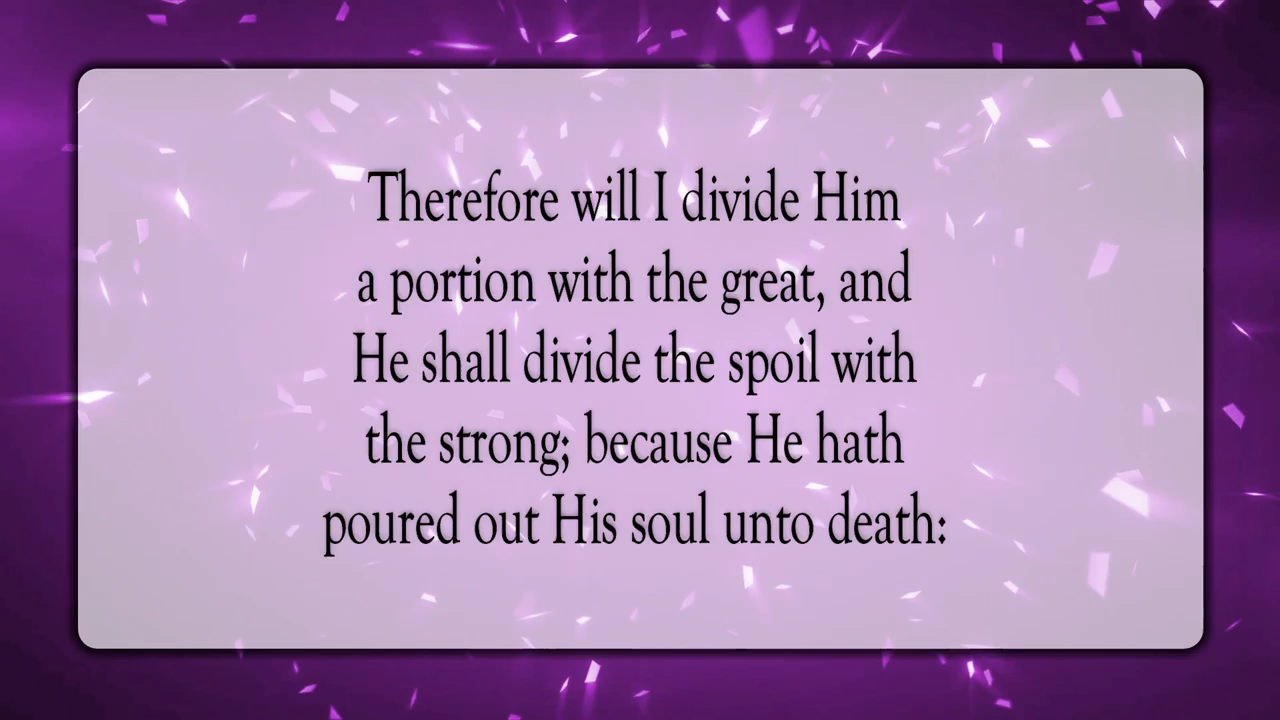 Therefore will I divide Him
a portion with the great, and
He shall divide the spoil with
the strong; because He hath
poured out His soul unto death: